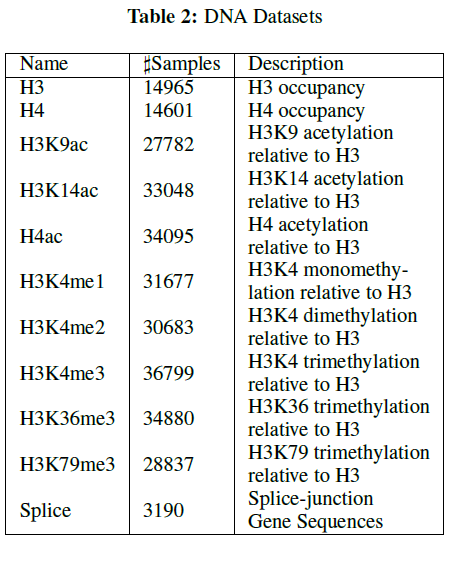 Table 2: DNA Datasets
Name ♯Samples Description
H3 14965 H3 occupancy
H4 14601 H4 occupancy
H3K9ac 27782 H3K9 acetylation
relative to H3
H3K14ac 33048 H3K14 acetylation
relative to H3
H4ac 34095 H4 acetylation
relative to H3
H3K4me1 31677 H3K4 monomethy-
lation relative to H3
H3K4me2 30683 H3K4 dimethylation
relative to H3
H3K4me3 36799 H3K4 trimethylation
relative to H3
H3K36me3 34880 H3K36 trimethylation
relative to H3
H3K79me3 28837 H3K79 trimethylation
relative to H3
Splice 3190 Splice-junction
Gene Sequences